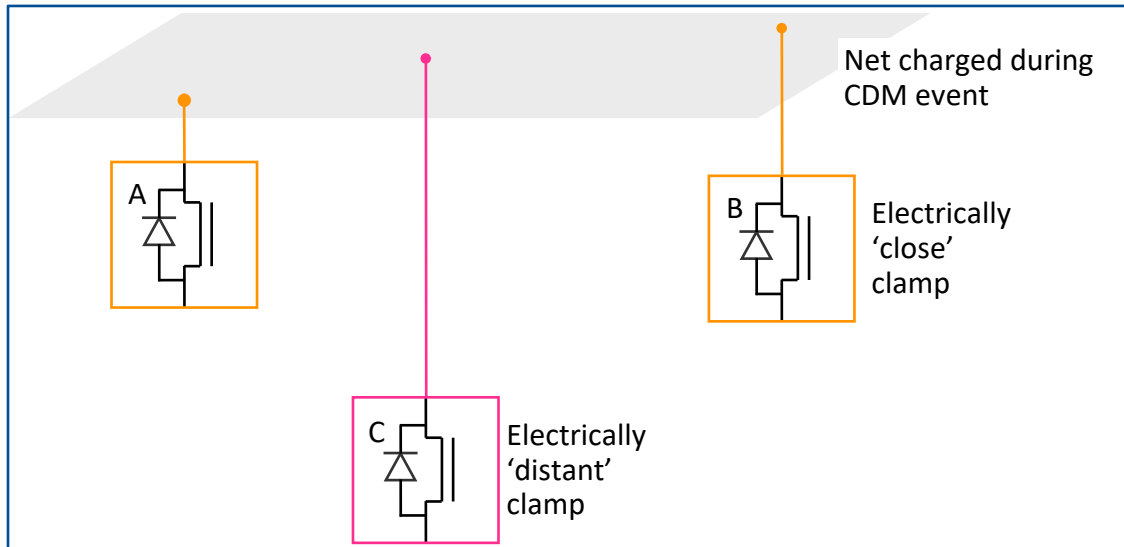 Net charged during
CDM event
A
B
Electrically
‘close’
clamp
C
Electrically
‘distant’
clamp